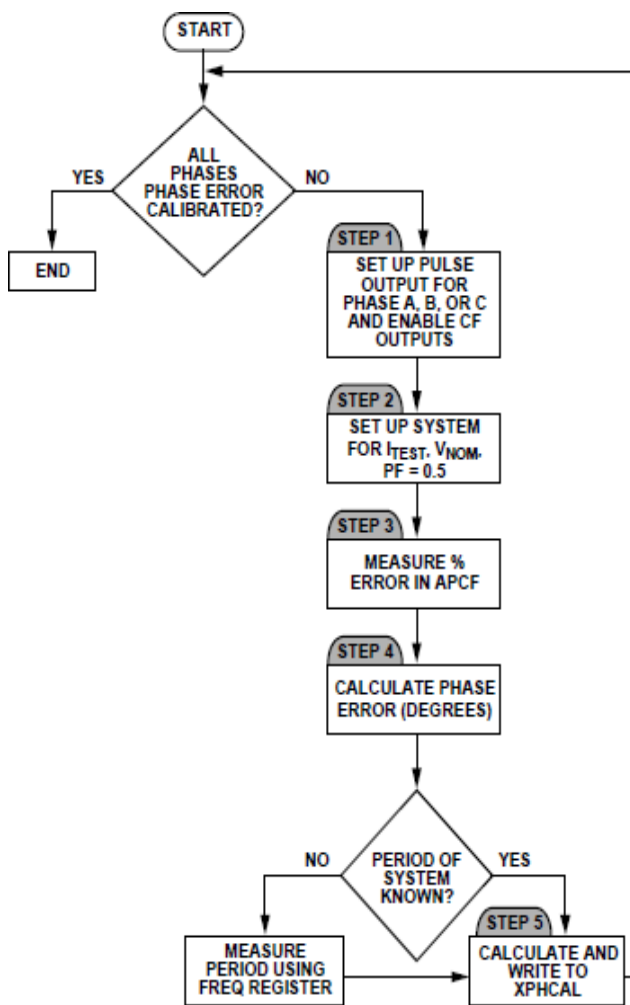 START
ALL
PHASES
PHASE ERROR
CALIBRATED?
YES
NO
END
STEP 1
SET UP PULSE
OUTPUT FOR
PHASE A, B, OR C
AND ENABLE CF
OUTPUTS
STEP 2
SET UP SYSTEM
FOR ITEST, VNOM,
PF = 0.5
STEP 3
MEASURE %
ERROR IN APCF
STEP 4
CALCULATE PHASE
ERROR (DEGREES)
NO
PERIOD OF
SYSTEM
KNOWN?
YES
MEASURE
PERIOD USING
FREQ REGISTER
STEP 5
CALCULATE AND
WRITE TO
XPHCAL